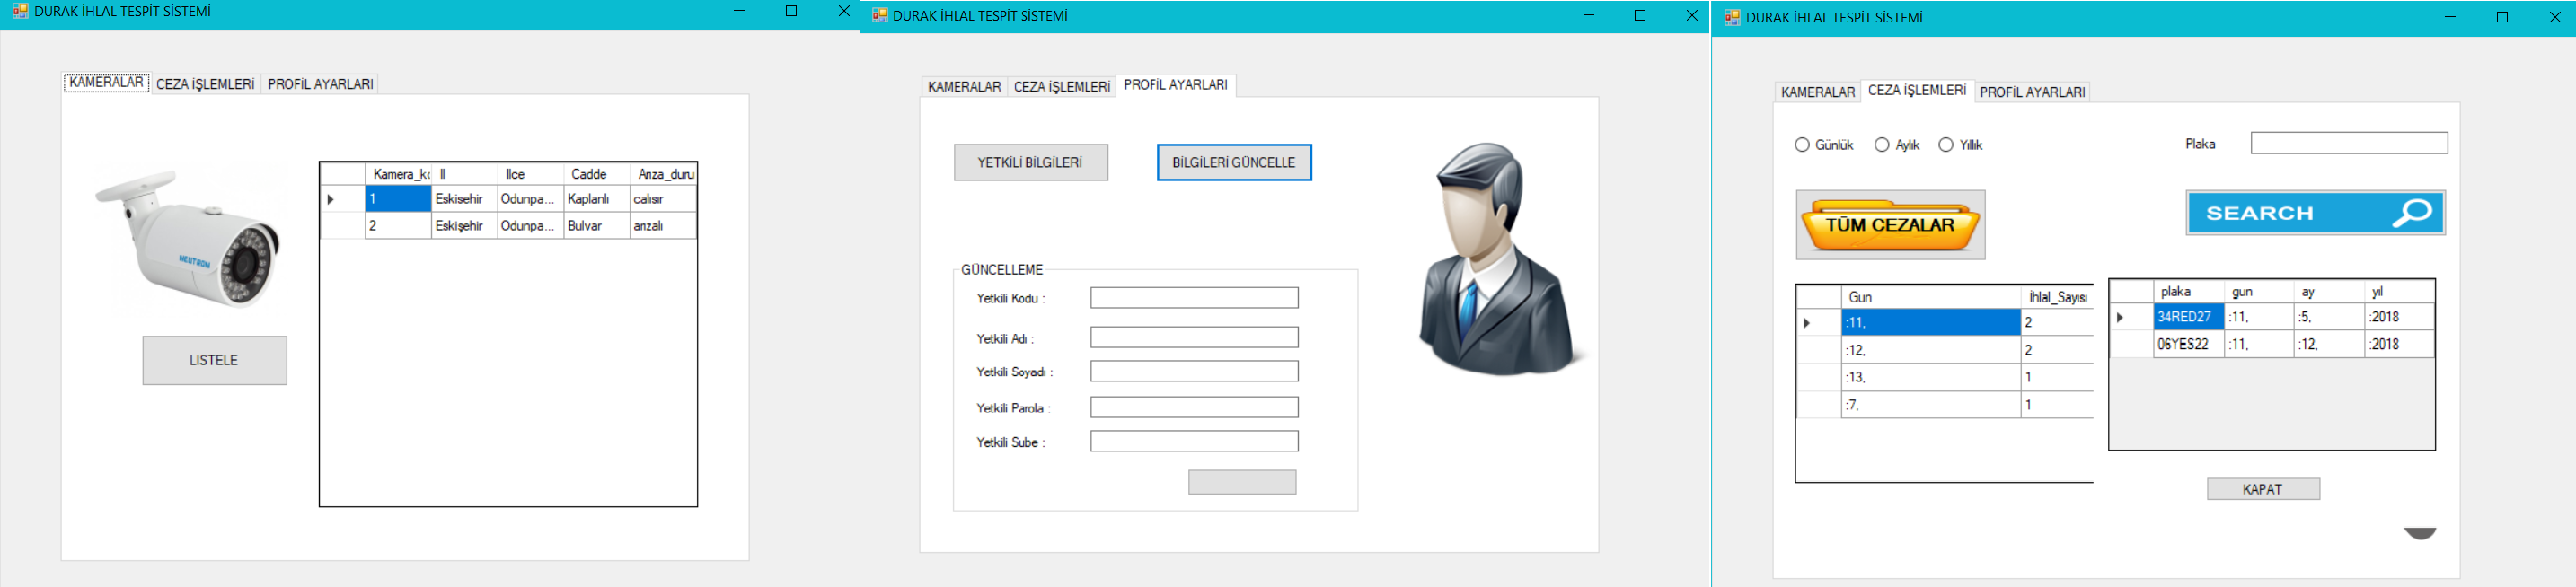 DURAK İHLAL TESPİT SİSTEMİ
KAMERALAR CEZA İŞLEMLERİ PROFİL AYARLARI
Kamera_ko Il Ilce Cadde Arıza_duru
1 Eskisehir Odunpa... Kaplanlı calısır
2 Eskişehir Odunpa... Bulvar arızalı
NEUTRON
LISTELE
DURAK İHLAL TESPİT SİSTEMİ
KAMERALAR CEZA İŞLEMLERİ PROFİL AYARLARI
YETKİLİ BİLGİLERİ BİLGİLERİ GÜNCELLE
GÜNCELLEME
Yetkili Kodu :
Yetkili Adı :
Yetkili Soyadı :
Yetkili Parola :
Yetkili Sube :
DURAK İHLAL TESPİT SİSTEMİ
KAMERALAR CEZA İŞLEMLERİ PROFİL AYARLARI
Günlük Aylık Yıllık
Plaka
TÜM CEZALAR
SEARCH
Gun İhlal_Sayısı
:11, 2
:12, 2
:13, 1
:7, 1
plaka gun ay yıl
34RED27 :11, :5, :2018
06YES22 :11, :12, :2018
KAPAT